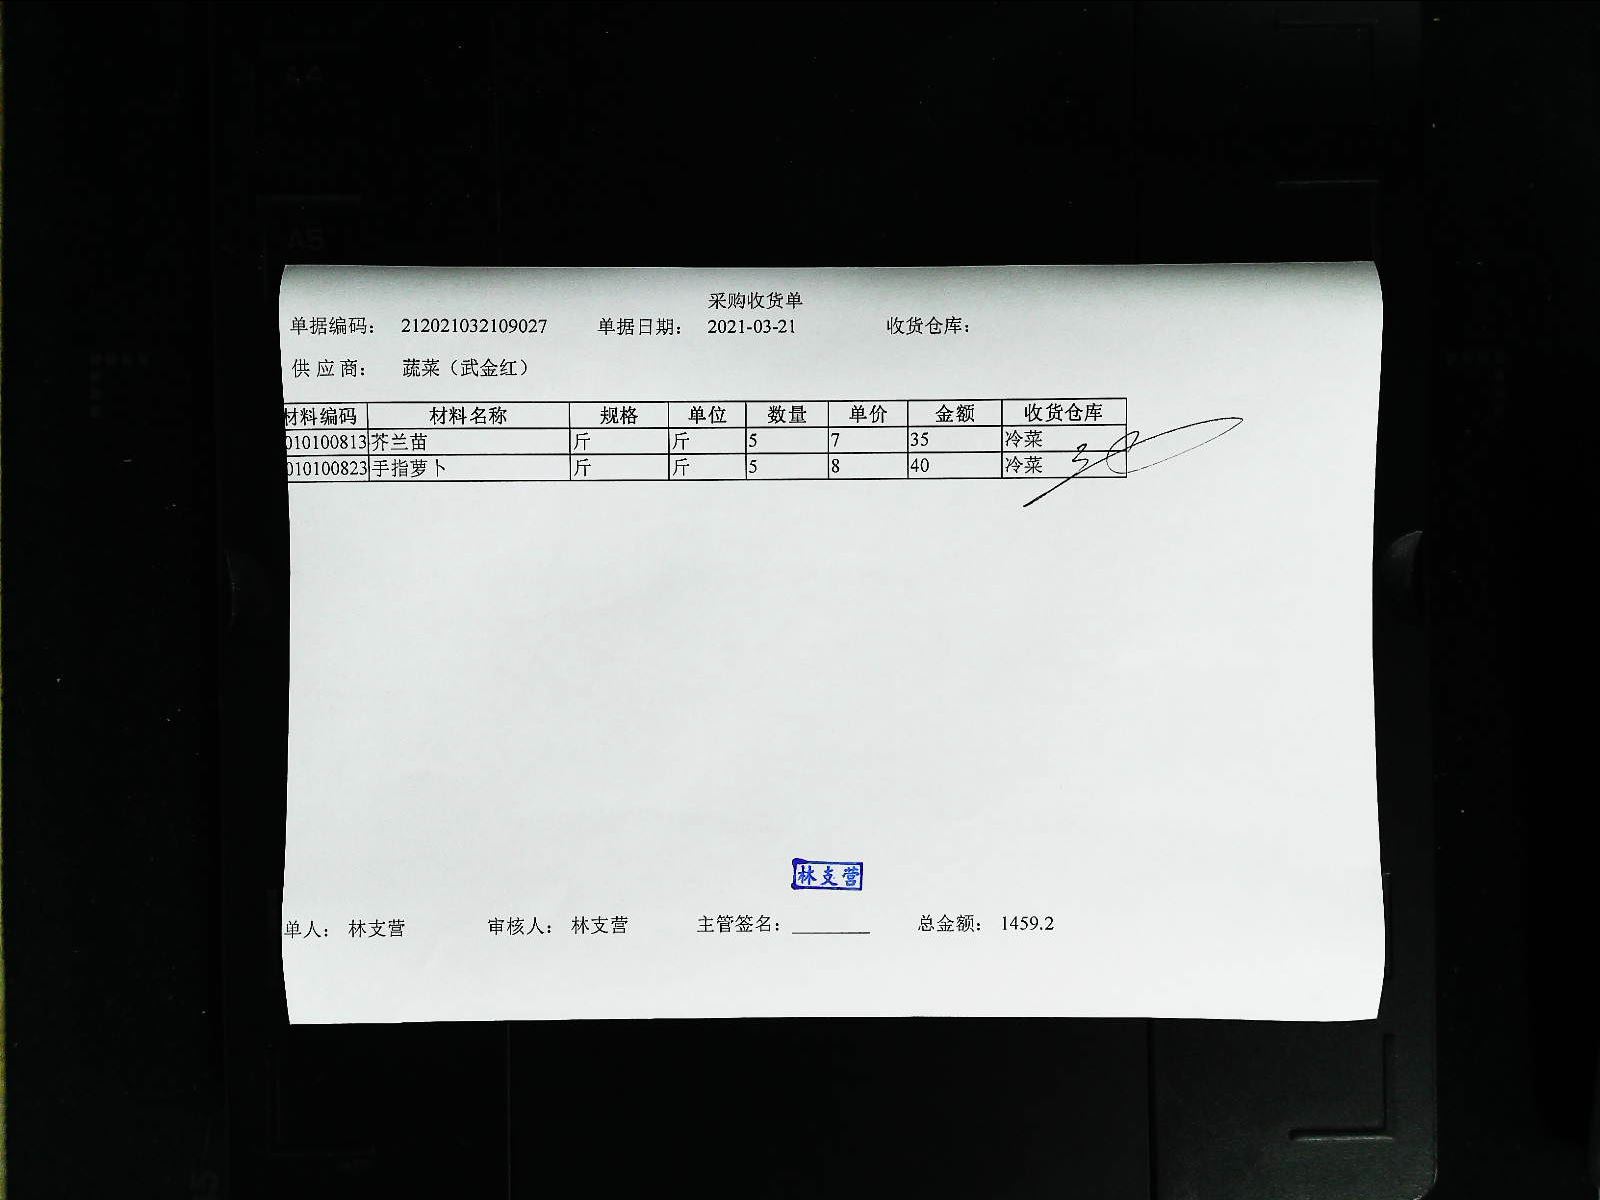 采购收货单
单据编码： 212021032109027 单据日期： 2021-03-21 收货仓库：
供应商： 蔬菜（武金红）
材料编码 材料名称 规格 单位 数量 单价 金额 收货仓库
010100813 芥兰苗 斤 斤 5 7 35 冷菜
010100823 手指萝卜 斤 斤 5 8 40 冷菜
林支营
单人： 林支营 审核人： 林支营 主管签名： 总金额： 1459.2